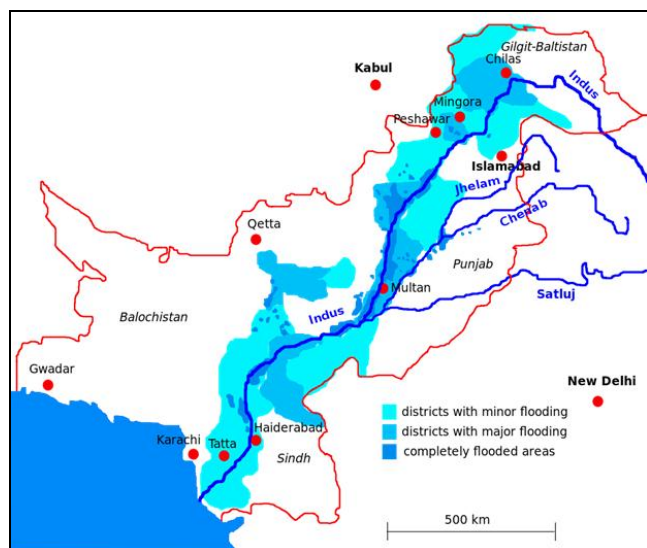 Gilgit-Baltistan
Chilas
Kabul
Indus
Mingora
Peshawar
Islamabad
Jhelam
Chenab
Qetta
Punjab
Multan
Satluj
Indus
Balochistan
Gwadar
New Delhi
districts with minor flooding
districts with major flooding
completely flooded areas
Haiderabad
Karachi
Tatta
Sindh
500 km